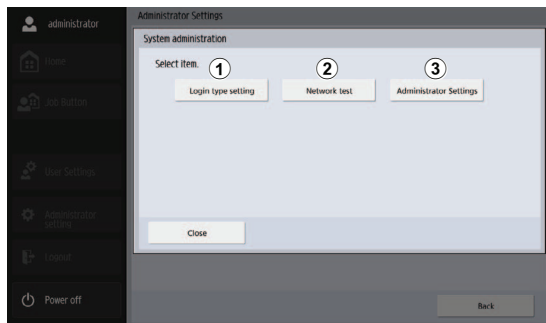 administrator
Home
Job Button
User Settings
Administrator
setting
Logout
Power off
Administrator Settings
System administration
Select item.
1
2
3
Login type setting
Network test
Administrator Settings
Close
Back